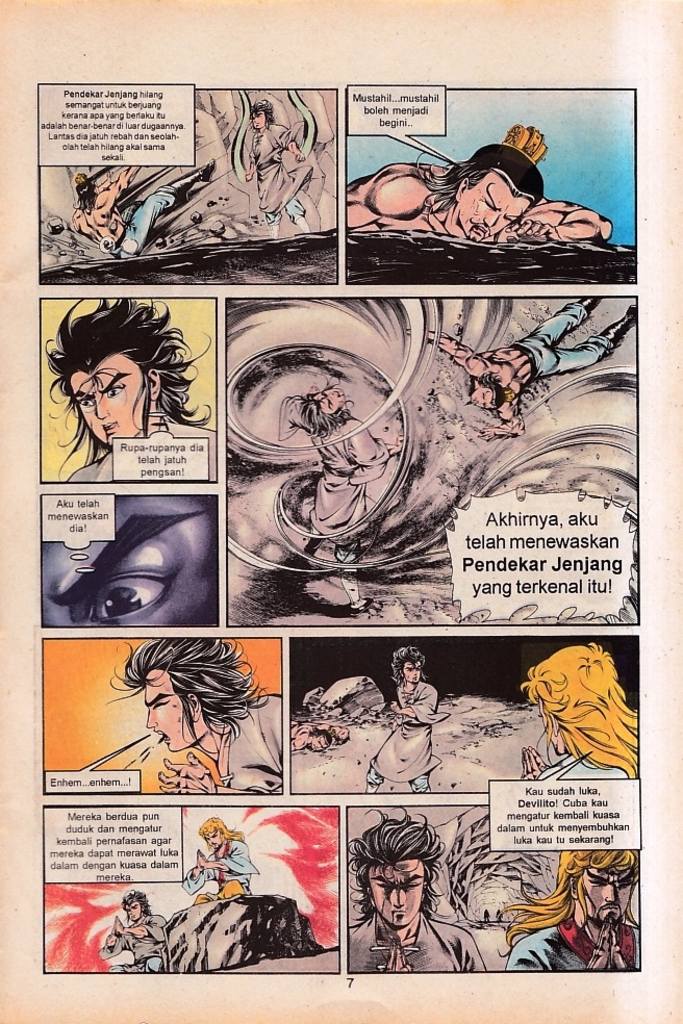 Pendekar Jenjang hilang
semangat untuk berjuang
kerana apa yang berlaku itu
adalah benar-benar di luar dugaannya.
Lantas dia jatuh rebah dan seolah-
olah telah hilang akal sama
sekali.
Mustahil...mustahil
boleh menjadi
begini..
Rupa-rupanya dia
telah jatuh
pengsan!
Aku telah
menewaskan
dia!
Akhirnya, aku
telah menewaskan
Pendekar Jenjang
yang terkenal itu!
Enhem...enhem...!
Kau sudah luka,
Devilito! Cuba kau
mengatur kembali kuasa
dalam untuk menyembuhkan
luka kau tu sekarang!
Mereka berdua pun
duduk dan mengatur
kembali pernafasan agar
mereka dapat merawat luka
dalam dengan kuasa dalam
mereka.
7